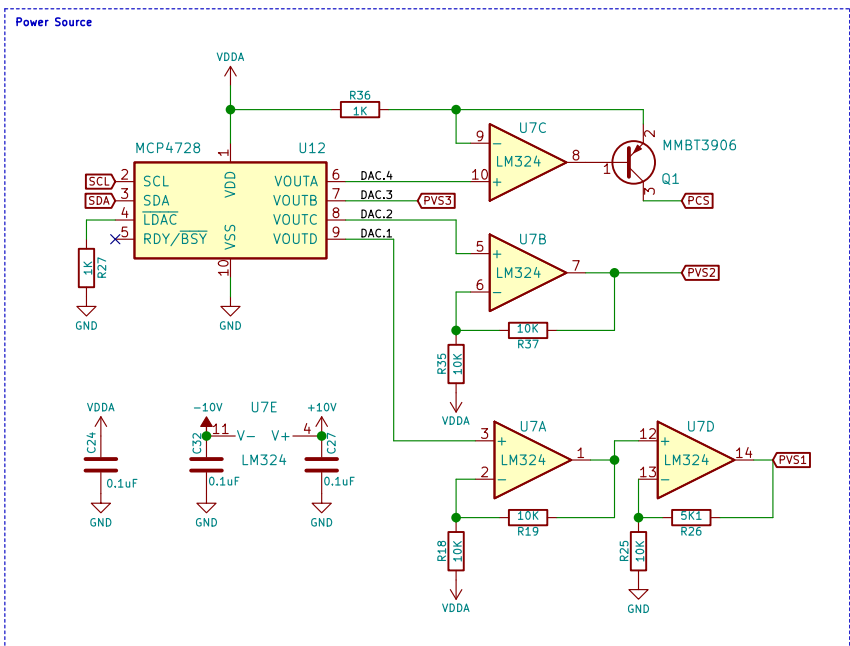 Power Source
VDDA
R36
1K
U7C
9
−
LM324
8
10
+
2
1
3
MMBT3906
Q1
PCS
MCP4728
U12
1
SCL
2
SCL
VDD
VOUTA
6
DAC.4
SDA
3
SDA
VOUTB
7
DAC.3
PVS3
4
LDAC
VOUTC
8
DAC.2
5
RDY/BSY
VSS
VOUTD
9
DAC.1
10
1K
R27
GND
GND
U7B
5
+
LM324
7
6
−
PVS2
10K
R37
R35
10K
VDDA
VDDA
C24
0.1uF
GND
−10V
U7E
+10V
11
V−
V+
4
C32
LM324
C27
0.1uF
0.1uF
GND
GND
U7A
3
+
LM324
1
2
−
10K
R19
R18
10K
VDDA
U7D
12
+
LM324
14
13
−
PVS1
5K1
R26
R25
10K
GND